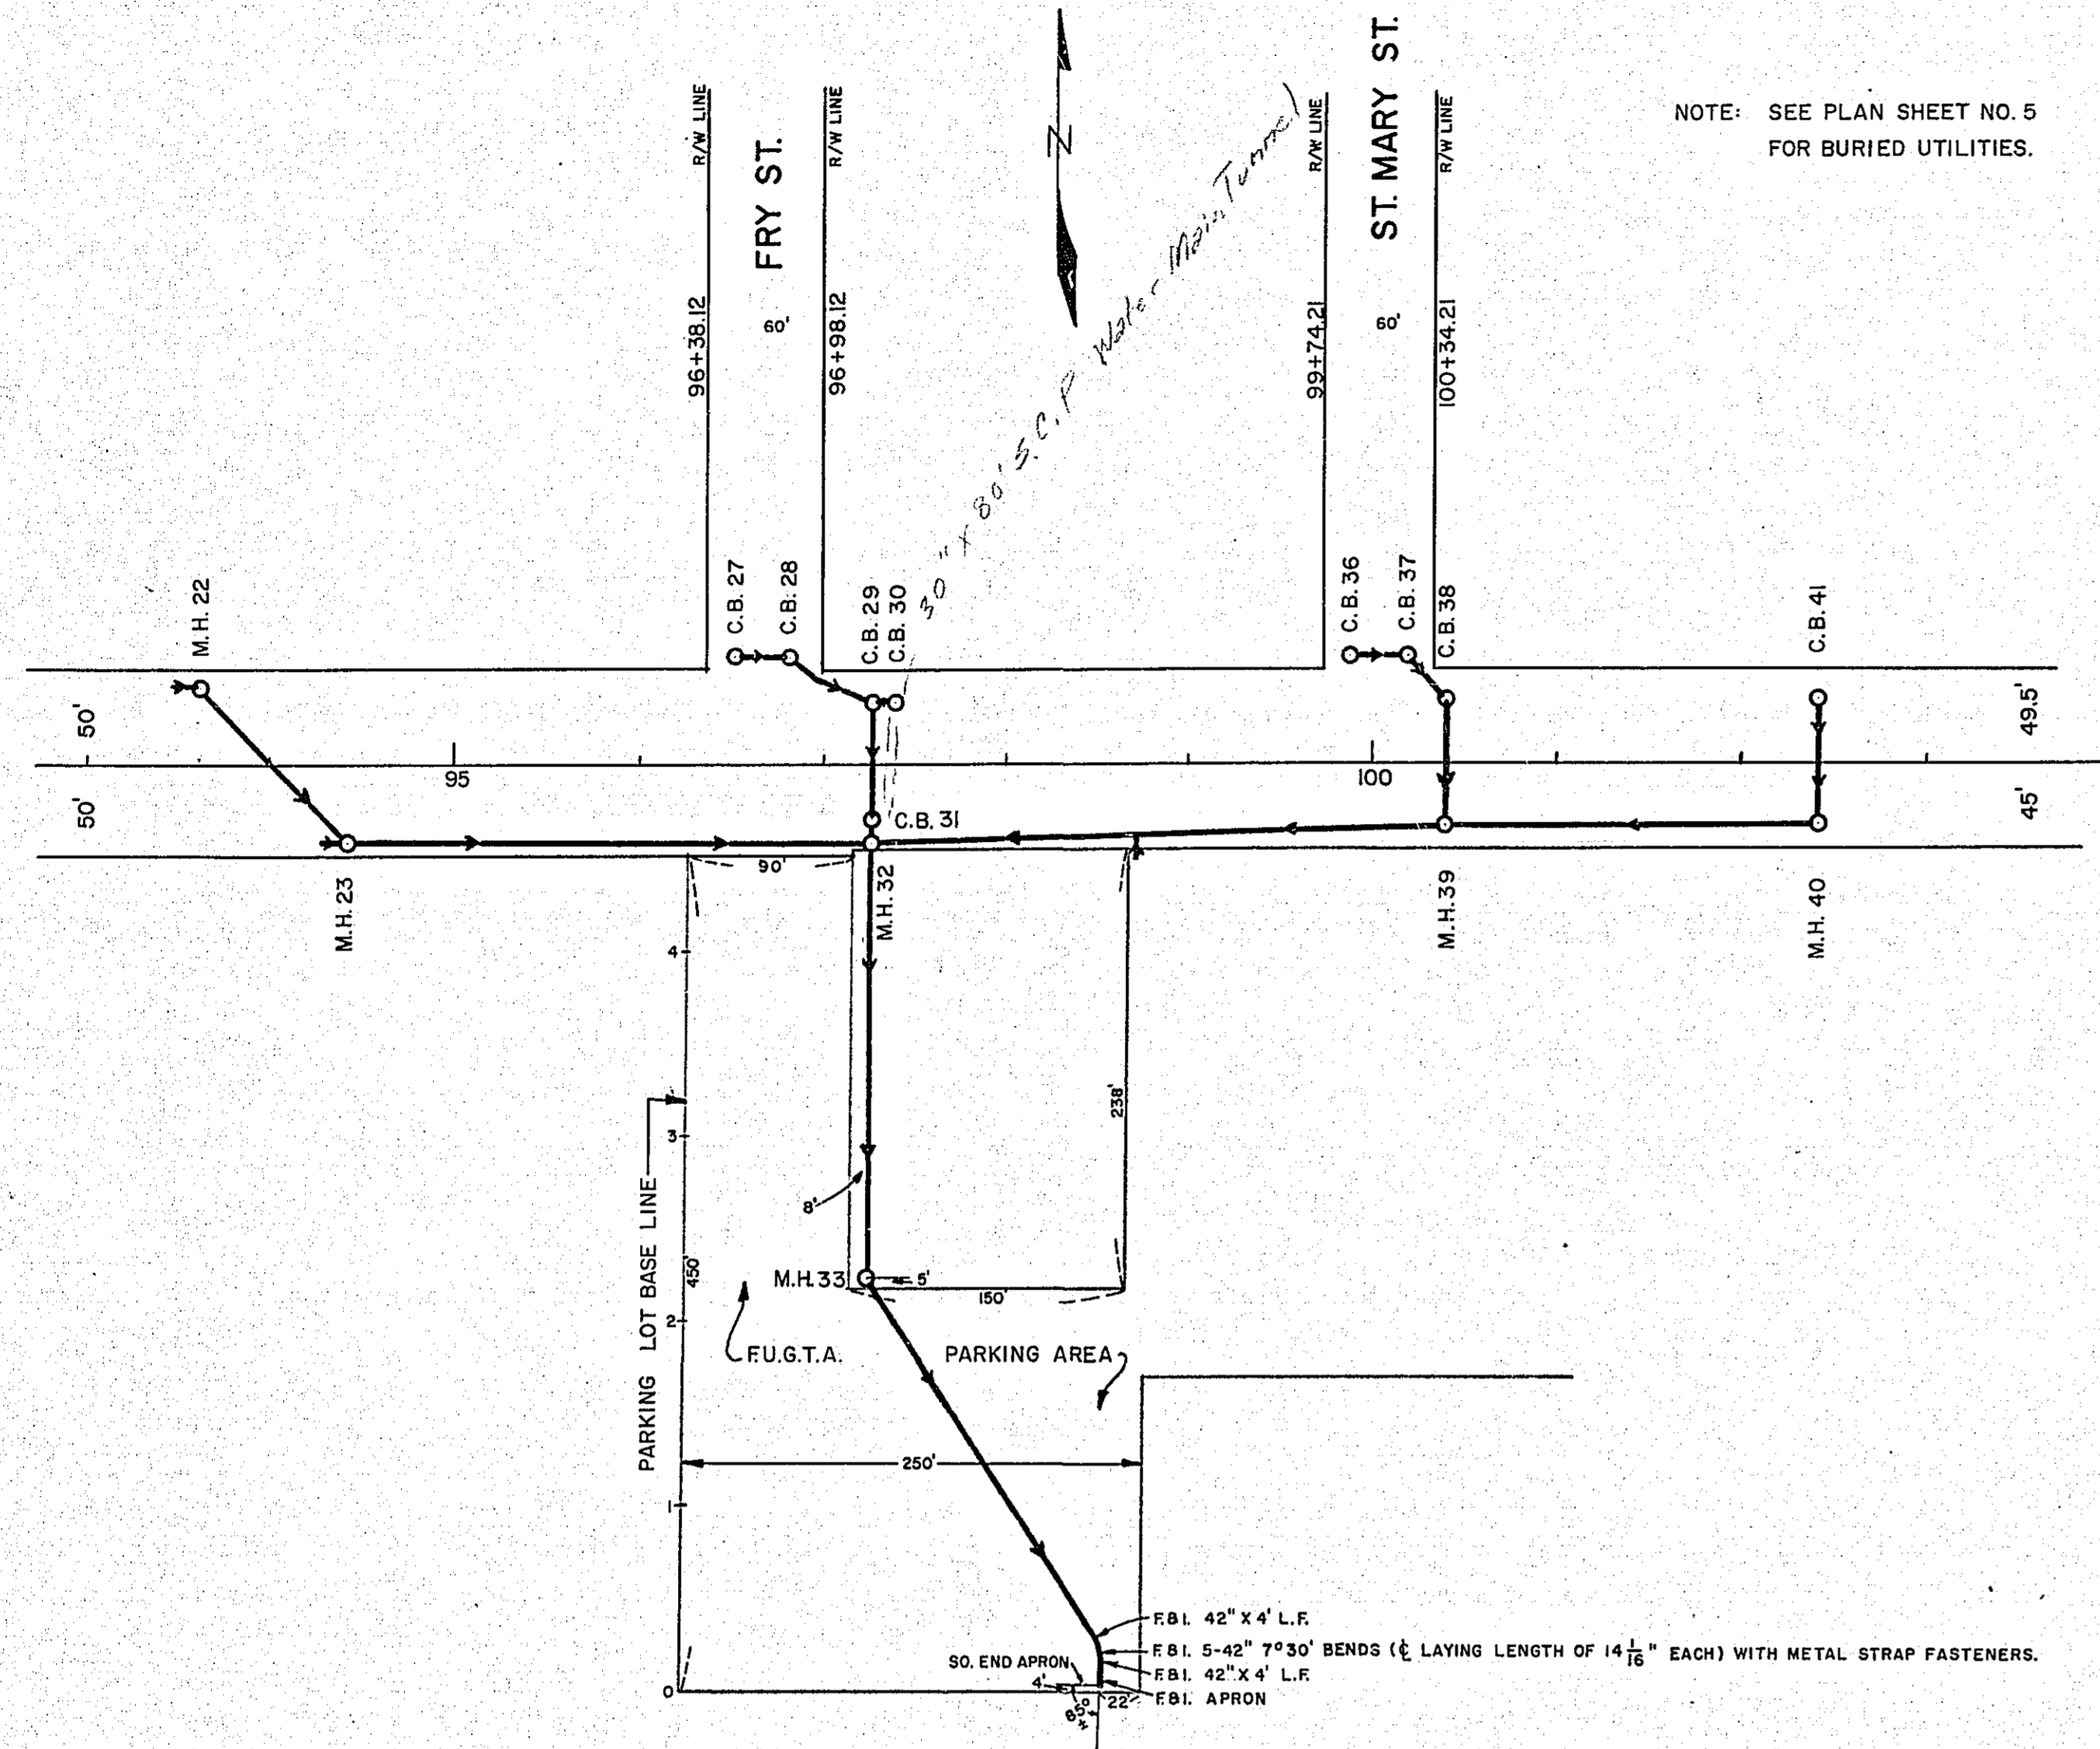 NOTE: SEE PLAN SHEET NO. 5
FOR BURIED UTILITIES.
N
R/W LINE
FRY ST.
R/W LINE
R/W LINE
ST. MARY ST.
R/W LINE
96+38.12
60'
96+98.12
99+74.21
60'
100+34.21
30" X 80' S.C.P Water Main Tunnel
M.H. 22
C.B. 27
C.B. 28
C.B. 29
C.B. 30
C.B. 36
C.B. 37
C.B. 38
C.B. 41
50'
49.5'
95
100
50'
45'
C.B. 31
90'
M.H. 23
M.H. 32
M.H. 39
M.H. 40
4
238'
3
8'
PARKING LOT BASE LINE
450'
M.H. 33
5'
150'
2
F.U.G.T.A.
PARKING AREA
250'
1
F.&I. 42" X 4' L.F.
F.&I. 5-42" 7°30' BENDS (℄ LAYING LENGTH OF 14 1/16" EACH) WITH METAL STRAP FASTENERS.
SO. END APRON
F.&I. 42" X 4' L.F.
4'
0
22'
F.&I. APRON
85°±